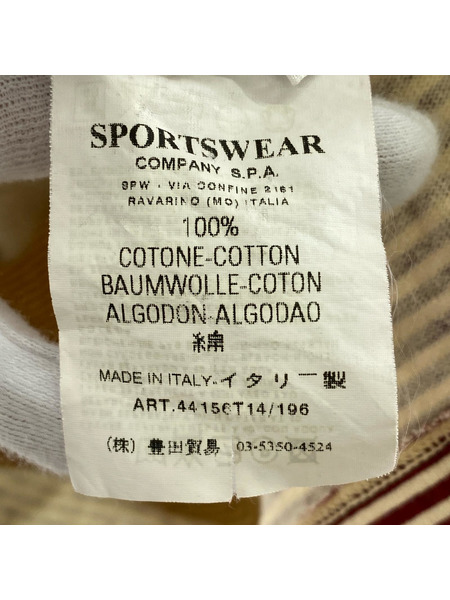 SPORTSWEAR
COMPANY S.P.A.
SPW · VIA CONFINE 2161
RAVARINO (MO) ITALIA
100%
COTONE-COTTON
BAUMWOLLE-COTON
ALGODON-ALGODAO
綿
MADE IN ITALY-イタリー製
ART.44156T14/196
(株) 豊田貿易 03-5350-4524